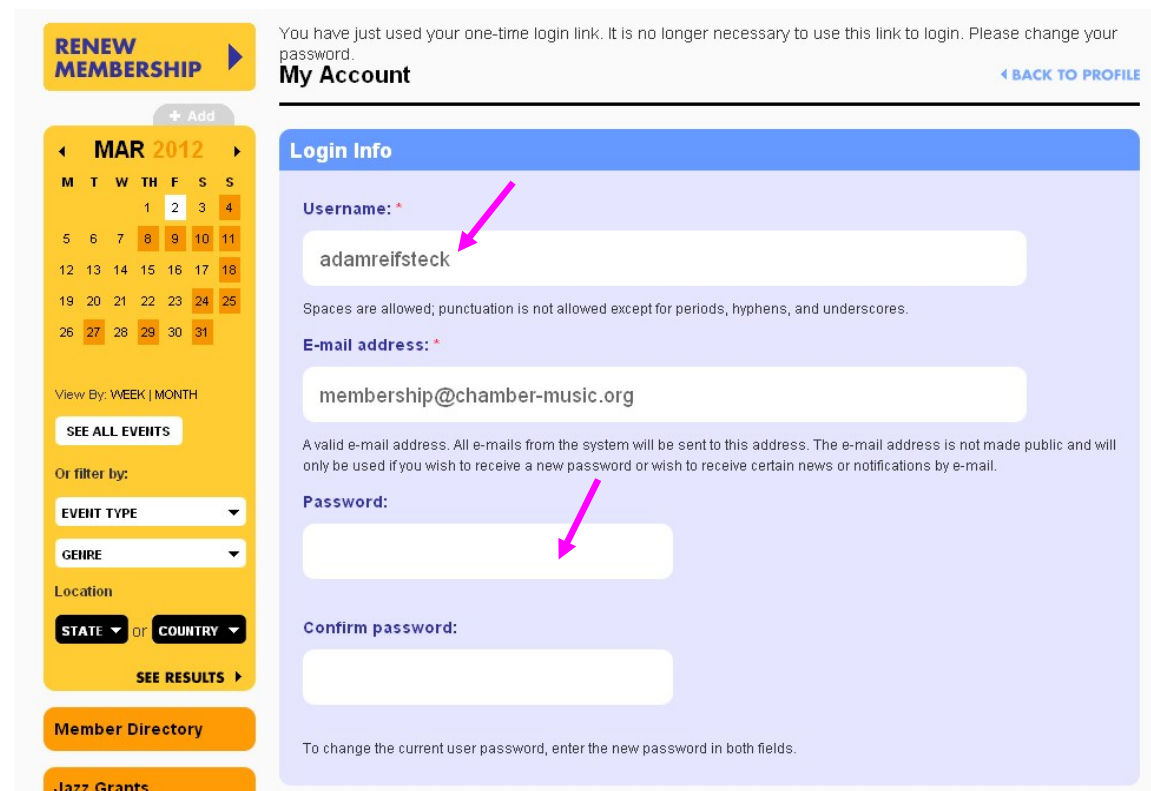 RENEW
MEMBERSHIP
You have just used your one-time login link. It is no longer necessary to use this link to login. Please change your
password.
My Account
BACK TO PROFILE
+ Add
MAR 2012
M T W TH F S S
1 2 3 4
5 6 7 8 9 10 11
12 13 14 15 16 17 18
19 20 21 22 23 24 25
26 27 28 29 30 31
View By: WEEK | MONTH
SEE ALL EVENTS
Or filter by:
EVENT TYPE
GENRE
Location
STATE or COUNTRY
SEE RESULTS
Member Directory
Jazz Grants
Login Info
Username: *
adamreifsteck
Spaces are allowed; punctuation is not allowed except for periods, hyphens, and underscores.
E-mail address: *
membership@chamber-music.org
A valid e-mail address. All e-mails from the system will be sent to this address. The e-mail address is not made public and will
only be used if you wish to receive a new password or wish to receive certain news or notifications by e-mail.
Password:
Confirm password:
To change the current user password, enter the new password in both fields.